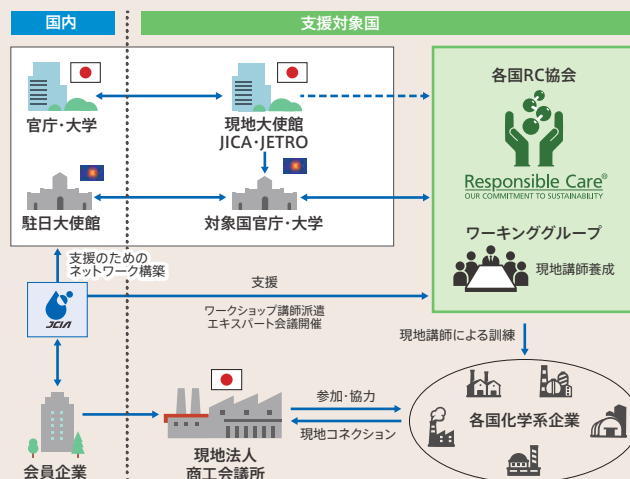 国内
支援対象国
官庁・大学
現地大使館
JICA・JETRO
駐日大使館
対象国官庁・大学
各国RC協会
Responsible Care®
OUR COMMITMENT TO SUSTAINABILITY
ワーキンググループ
現地講師養成
支援のための
ネットワーク構築
JCIA
支援
ワークショップ講師派遣
エキスパート会議開催
現地講師による訓練
会員企業
現地法人
商工会議所
参加・協力
現地コネクション
各国化学系企業